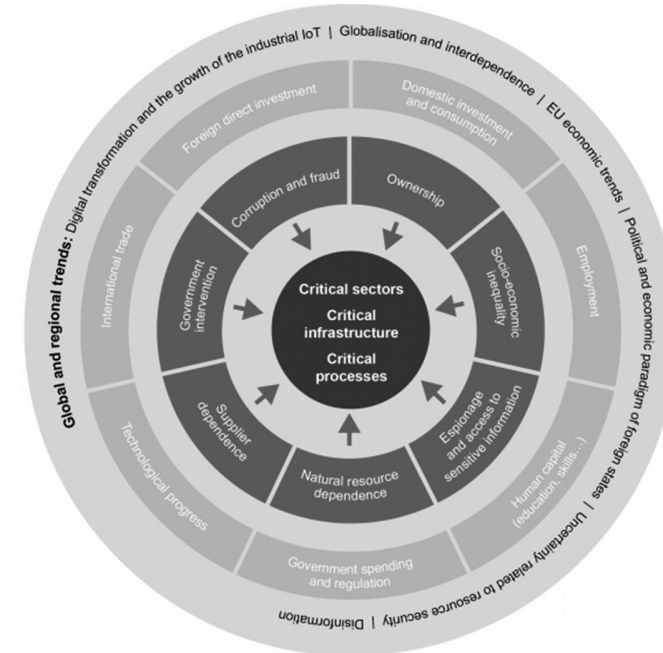 Global and regional trends: Digital transformation and the growth of the industrial IoT | Globalisation and interdependence | EU economic trends | Political and economic paradigm of foreign states | Uncertainty related to resource security | Disinformation
Foreign direct investment
Domestic investment
and consumption
Employment
Human capital
(education, skills...)
Government spending
and regulation
Technological progress
International trade
Corruption and fraud
Ownership
Socio-economic
inequality
Espionage
and access to
sensitive information
Natural resource
dependence
Supplier
dependence
Government
intervention
Critical sectors
Critical
infrastructure
Critical
processes